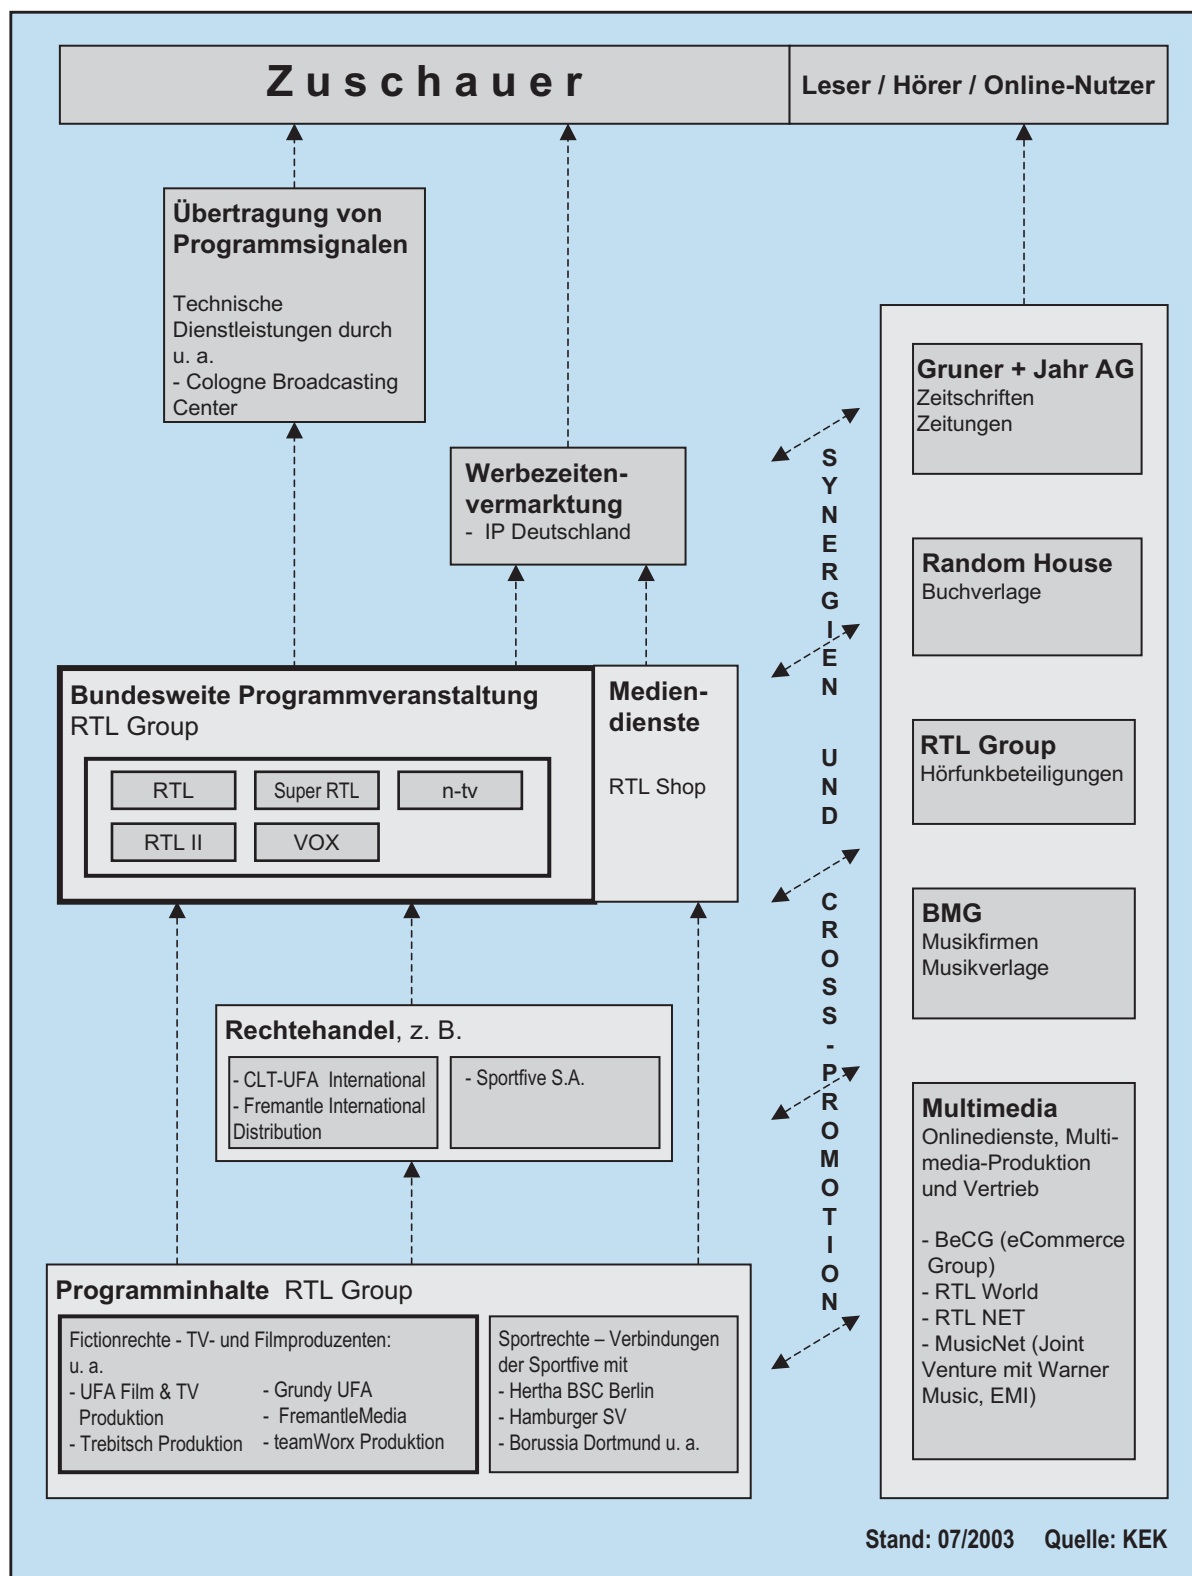 Zuschauer
Leser / Hörer / Online-Nutzer
Übertragung von
Programmsignalen
Technische
Dienstleistungen durch
u. a.
- Cologne Broadcasting
Center
Werbezeiten-
vermarktung
- IP Deutschland
Bundesweite Programmveranstaltung
RTL Group
RTL
Super RTL
n-tv
RTL II
VOX
Medien-
dienste
RTL Shop
Rechtehandel, z. B.
- CLT-UFA International
- Fremantle International
Distribution
- Sportfive S.A.
Programminhalte RTL Group
Fictionrechte - TV- und Filmproduzenten:
u. a.
- UFA Film & TV
Produktion
- Trebitsch Produktion
- Grundy UFA
- FremantleMedia
- teamWorx Produktion
Sportrechte – Verbindungen
der Sportfive mit
- Hertha BSC Berlin
- Hamburger SV
- Borussia Dortmund u. a.
SYNERGIEN UND CROSS-PROMOTION
Gruner + Jahr AG
Zeitschriften
Zeitungen
Random House
Buchverlage
RTL Group
Hörfunkbeteiligungen
BMG
Musikfirmen
Musikverlage
Multimedia
Onlinedienste, Multi-
media-Produktion
und Vertrieb
- BeCG (eCommerce
Group)
- RTL World
- RTL NET
- MusicNet (Joint
Venture mit Warner
Music, EMI)
Stand: 07/2003 Quelle: KEK